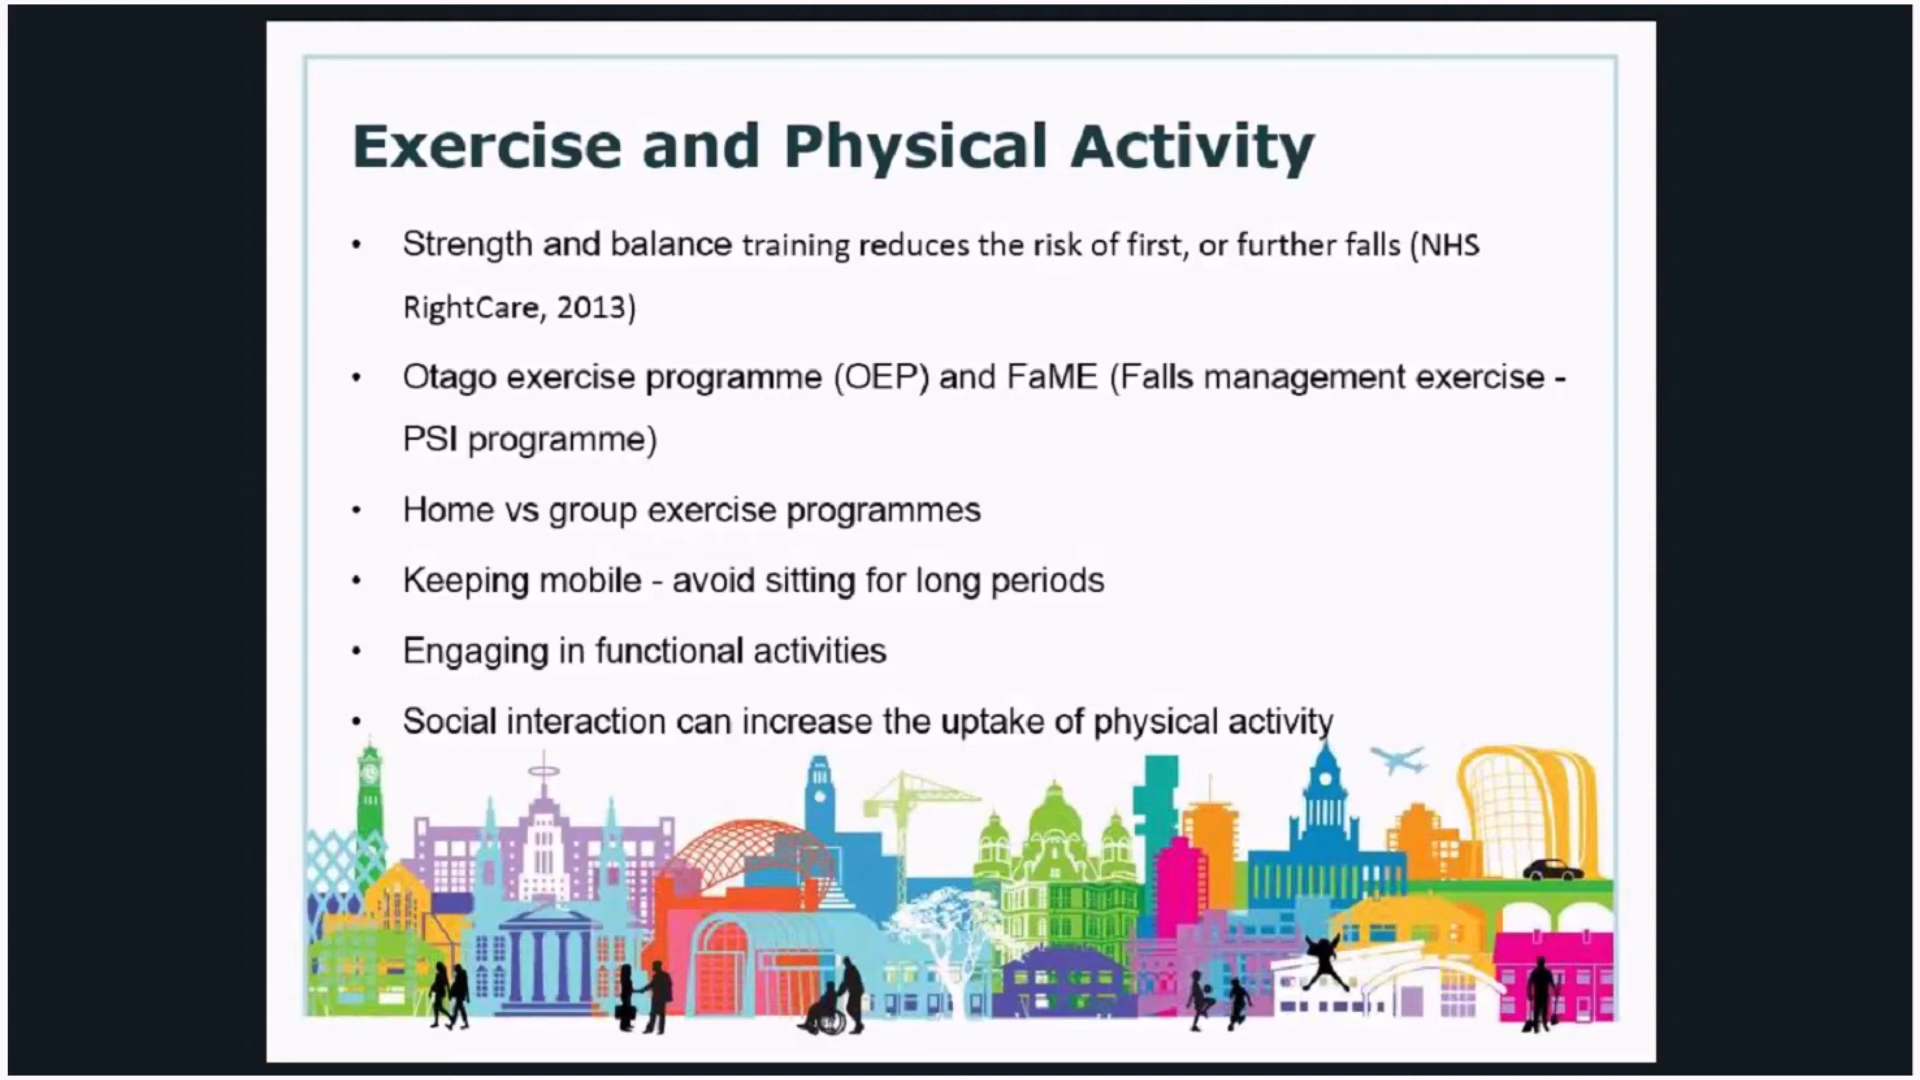 Exercise and Physical Activity
• Strength and balance training reduces the risk of first, or further falls (NHS
RightCare, 2013)
• Otago exercise programme (OEP) and FaME (Falls management exercise -
PSI programme)
• Home vs group exercise programmes
• Keeping mobile - avoid sitting for long periods
• Engaging in functional activities
• Social interaction can increase the uptake of physical activity